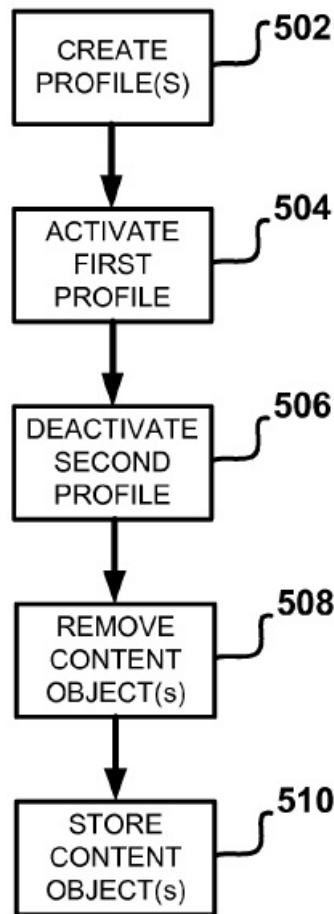 502
CREATE
PROFILE(S)
504
ACTIVATE
FIRST
PROFILE
506
DEACTIVATE
SECOND
PROFILE
508
REMOVE
CONTENT
OBJECT(s)
510
STORE
CONTENT
OBJECT(s)